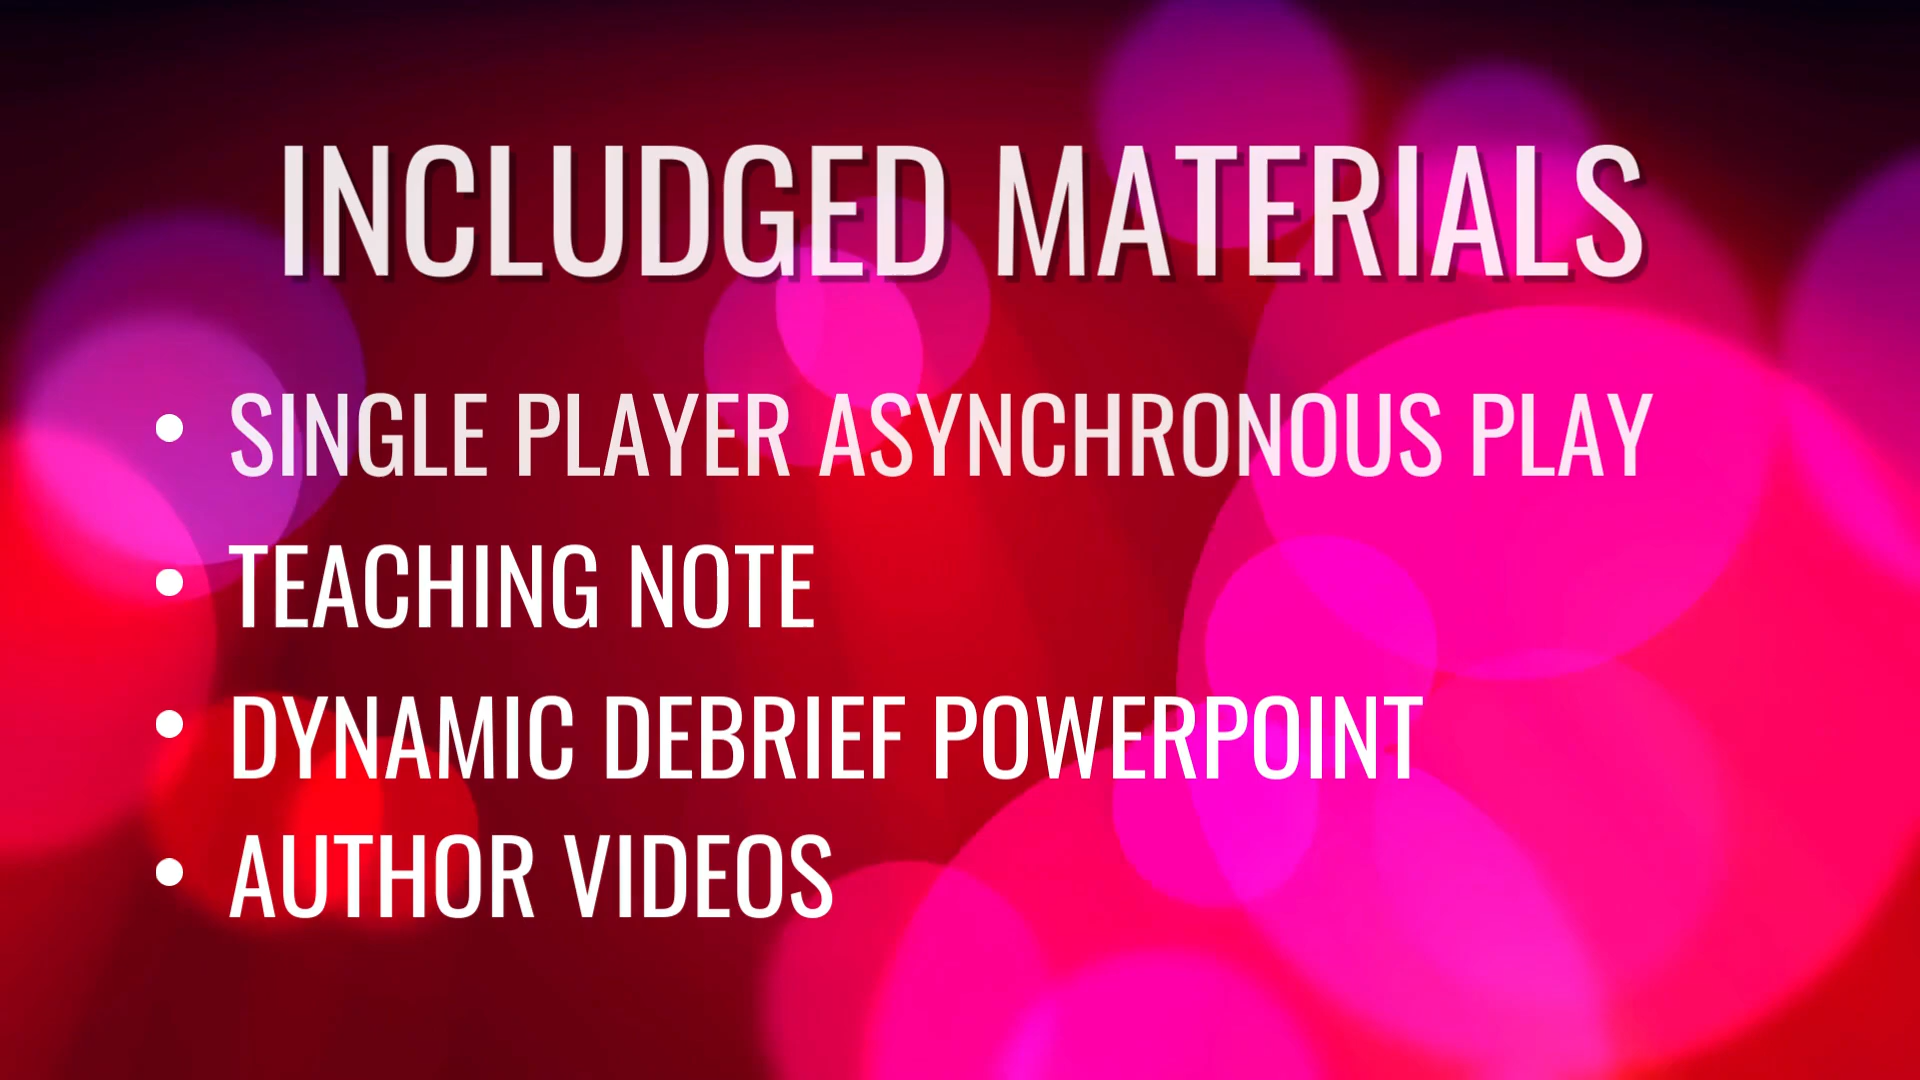 INCLUDGED MATERIALS
• SINGLE PLAYER ASYNCHRONOUS PLAY
• TEACHING NOTE
• DYNAMIC DEBRIEF POWERPOINT
• AUTHOR VIDEOS